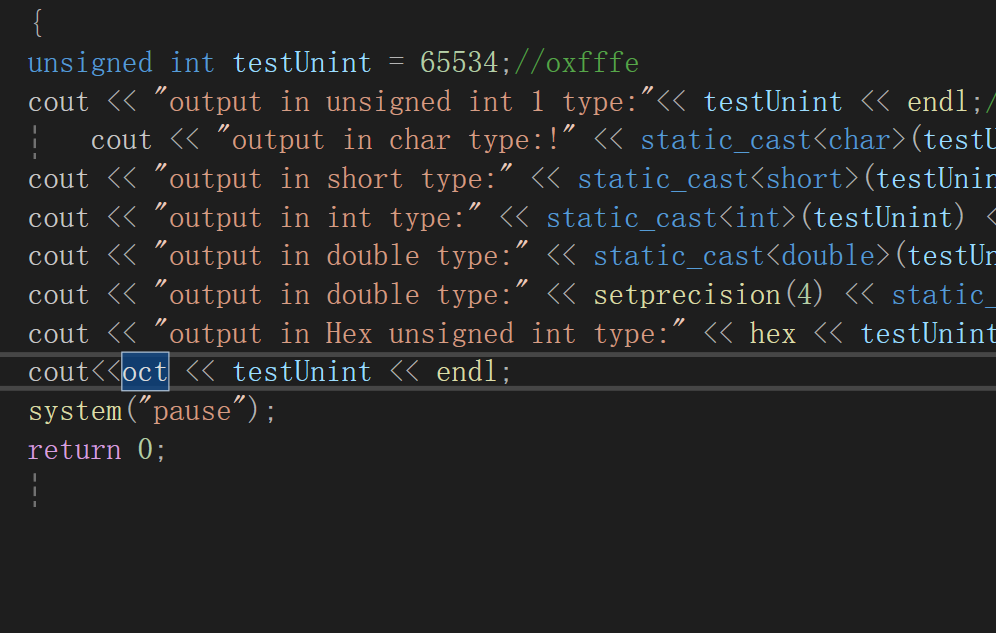 {
unsigned int testUnint = 65534;//oxfffe
cout << "output in unsigned int 1 type:"<< testUnint << endl;/
cout << "output in char type:!" << static_cast<char>(testU
cout << "output in short type:" << static_cast<short>(testUnin
cout << "output in int type:" << static_cast<int>(testUnint) <
cout << "output in double type:" << static_cast<double>(testUn
cout << "output in double type:" << setprecision(4) << static_
cout << "output in Hex unsigned int type:" << hex << testUnint
cout<<oct << testUnint << endl;
system("pause");
return 0;